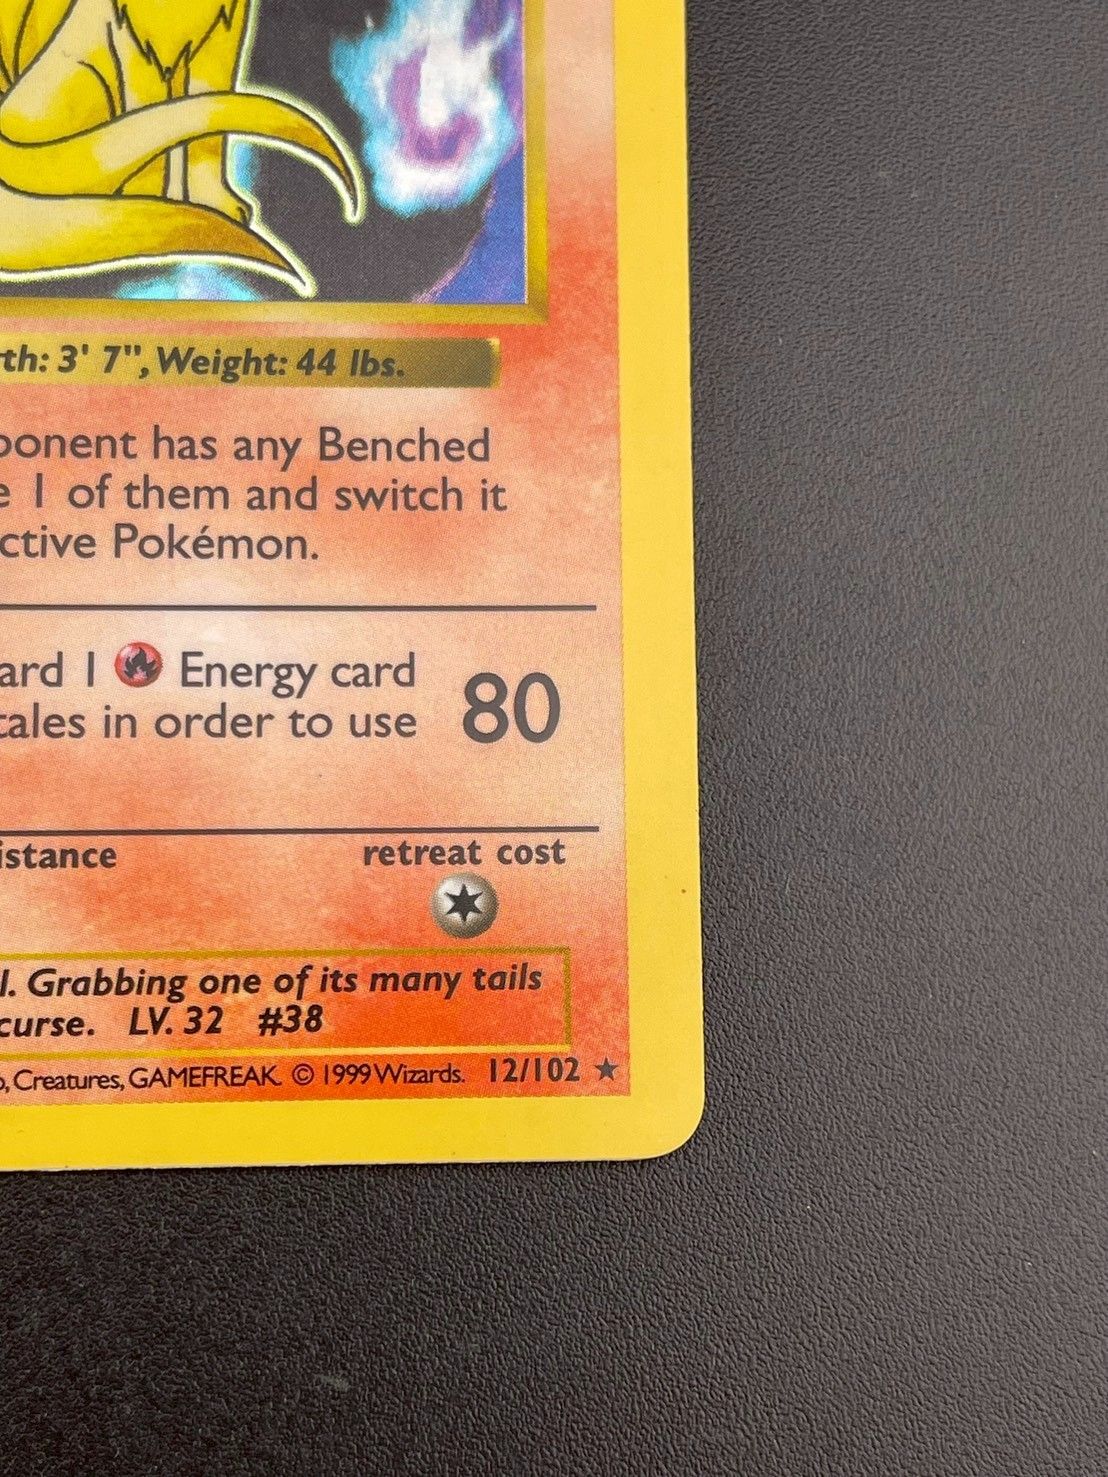 rth: 3' 7", Weight: 44 lbs.
ponent has any Benched
e 1 of them and switch it
ctive Pokémon.
ard 1 Energy card
tales in order to use
80
istance
retreat cost
l. Grabbing one of its many tails
curse. LV. 32 #38
o, Creatures, GAMEFREAK. © 1999 Wizards. 12/102 ★